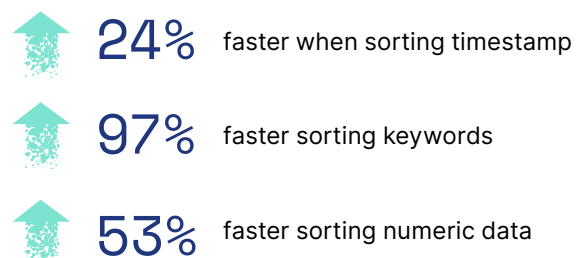 24% faster when sorting timestamp
97% faster sorting keywords
53% faster sorting numeric data